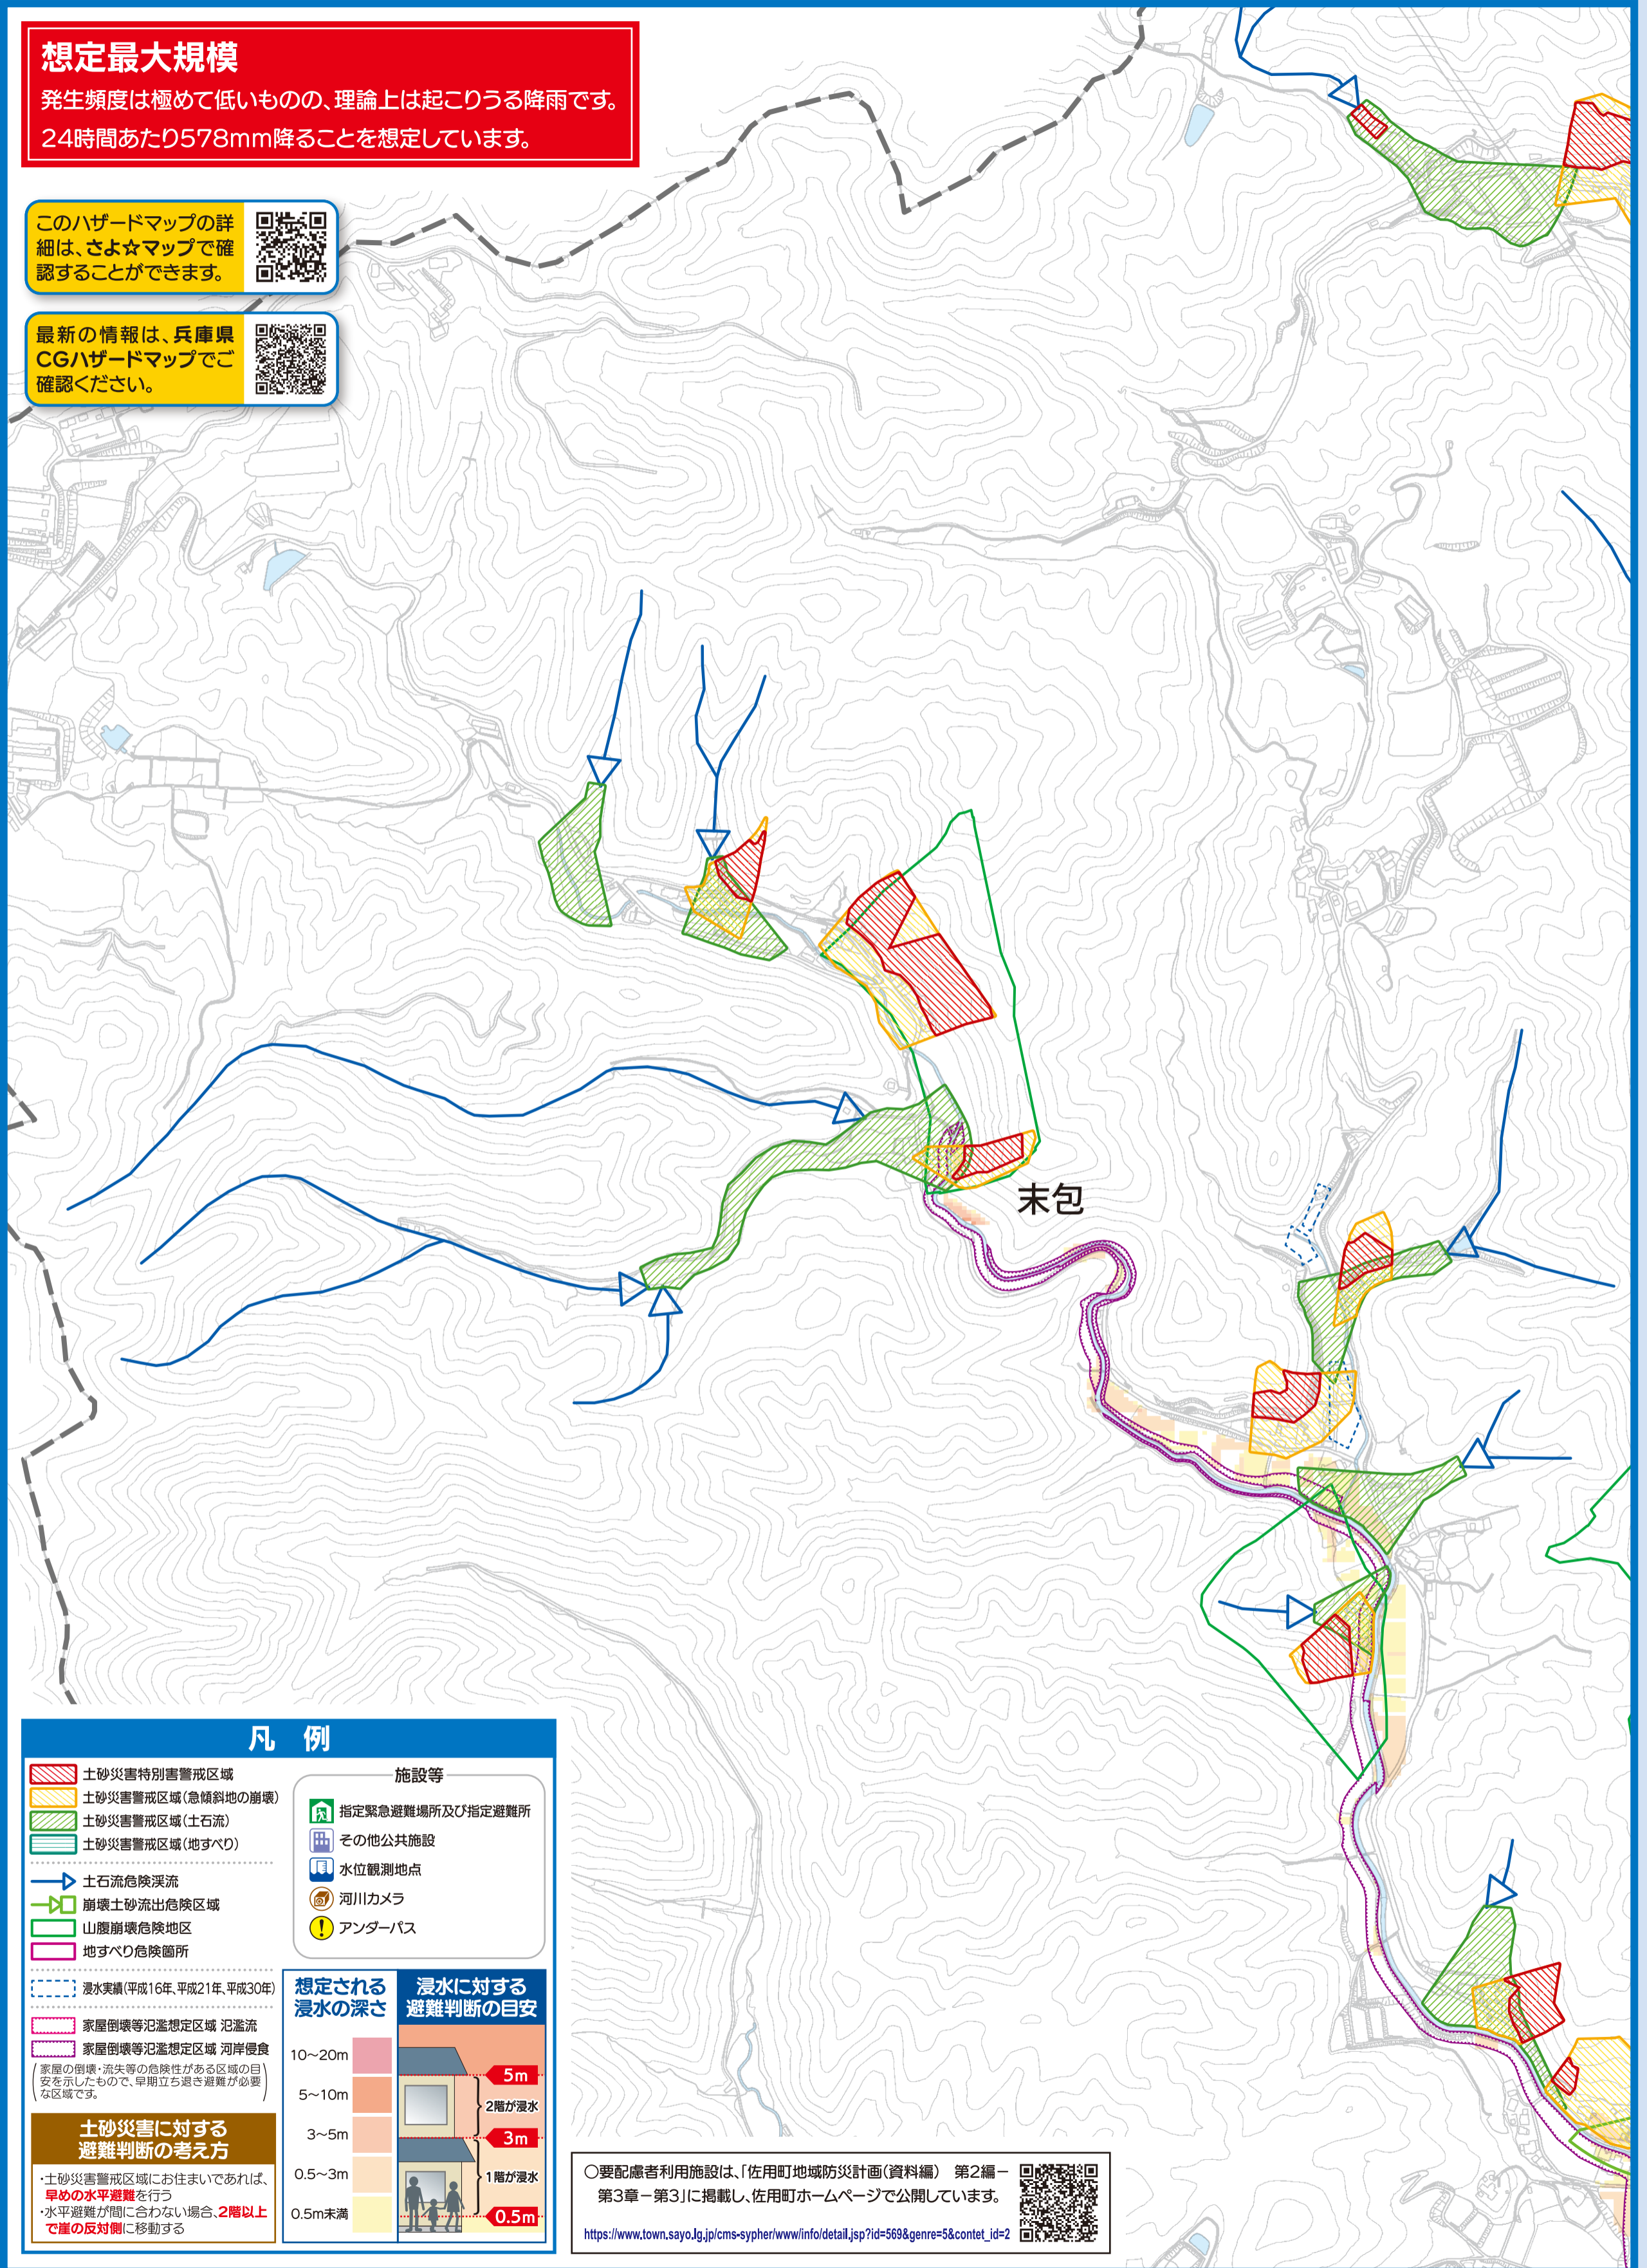 想定最大規模
発生頻度は極めて低いものの、理論上は起こりうる降雨です。
24時間あたり578mm降ることを想定しています。
このハザードマップの詳
細は、さよ☆マップで確
認することができます。
最新の情報は、兵庫県
CGハザードマップでご
確認ください。
末包
凡 例
土砂災害特別害警戒区域
土砂災害警戒区域(急傾斜地の崩壊)
土砂災害警戒区域(土石流)
土砂災害警戒区域(地すべり)
土石流危険渓流
崩壊土砂流出危険区域
山腹崩壊危険地区
地すべり危険箇所
浸水実績(平成16年、平成21年、平成30年)
家屋倒壊等氾濫想定区域 氾濫流
家屋倒壊等氾濫想定区域 河岸侵食
(家屋の倒壊・流失等の危険性がある区域の目
安を示したもので、早期立ち退き避難が必要
な区域です。)
土砂災害に対する
避難判断の考え方
・土砂災害警戒区域にお住まいであれば、
早めの水平避難を行う
・水平避難が間に合わない場合、2階以上
で崖の反対側に移動する
施設等
指定緊急避難場所及び指定避難所
その他公共施設
水位観測地点
河川カメラ
アンダーパス
想定される
浸水の深さ
10～20m
5～10m
3～5m
0.5～3m
0.5m未満
浸水に対する
避難判断の目安
5m
2階が浸水
3m
1階が浸水
0.5m
○要配慮者利用施設は、「佐用町地域防災計画(資料編) 第2編－
第3章－第3」に掲載し、佐用町ホームページで公開しています。
https://www.town.sayo.lg.jp/cms-sypher/www/info/detail.jsp?id=569&genre=5&contet_id=2